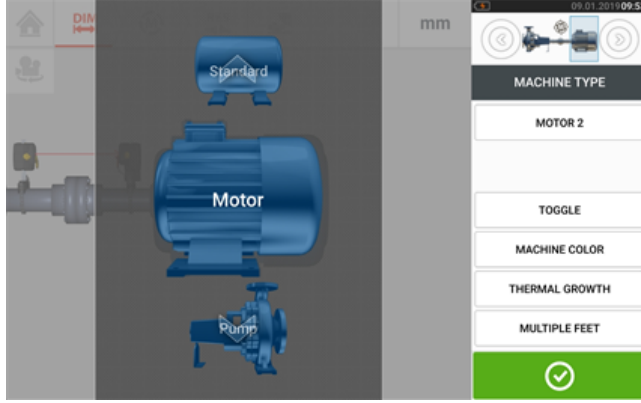 DIM
mm
Standard
Motor
Pump
09.01.2019 09:5
MACHINE TYPE
MOTOR 2
TOGGLE
MACHINE COLOR
THERMAL GROWTH
MULTIPLE FEET